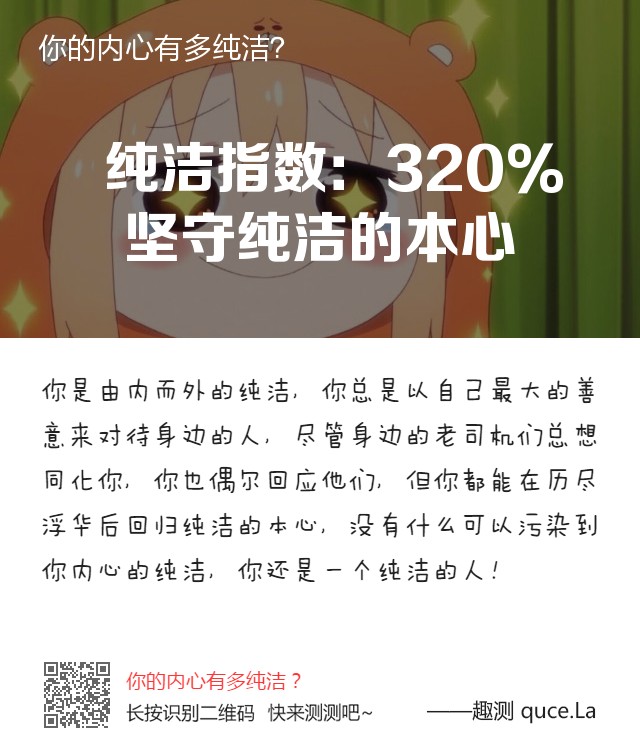 你的内心有多纯洁?
纯洁指数：320%
坚守纯洁的本心
你是由内而外的纯洁，你总是以自己最大的善
意来对待身边的人，尽管身边的老司机们总想
同化你，你也偶尔回应他们，但你都能在历尽
浮华后回归纯洁的本心，没有什么可以污染到
你内心的纯洁，你还是一个纯洁的人！
你的内心有多纯洁？
长按识别二维码 快来测测吧~
——趣测 quce.La